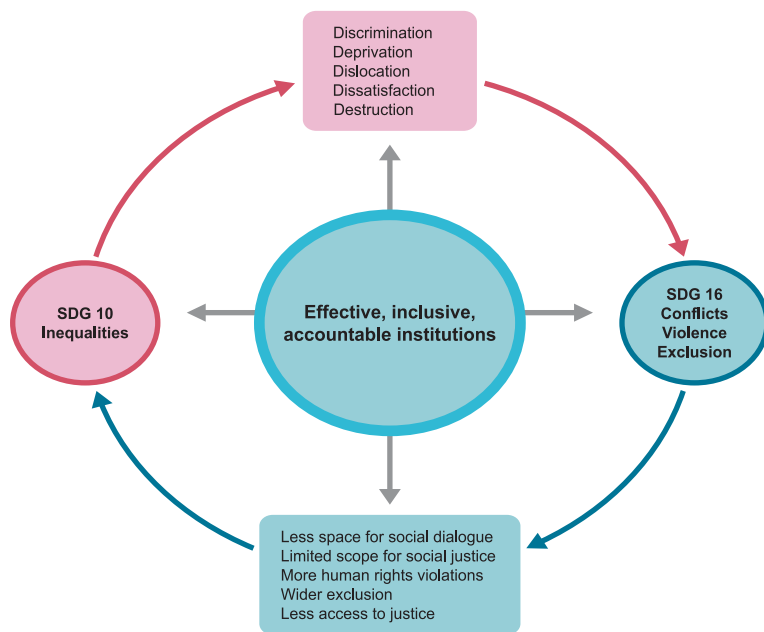 Discrimination
Deprivation
Dislocation
Dissatisfaction
Destruction
SDG 10
Inequalities
Effective, inclusive,
accountable institutions
SDG 16
Conflicts
Violence
Exclusion
Less space for social dialogue
Limited scope for social justice
More human rights violations
Wider exclusion
Less access to justice